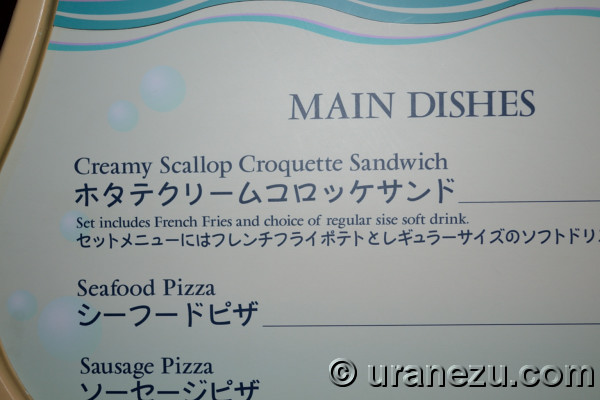 MAIN DISHES
Creamy Scallop Croquette Sandwich
ホタテクリームコロッケサンド
Set includes French Fries and choice of regular sise soft drink.
セットメニューにはフレンチフライポテトとレギュラーサイズのソフトドリ
Seafood Pizza
シーフードピザ
Sausage Pizza
ソーセージピザ
© uranezu.com